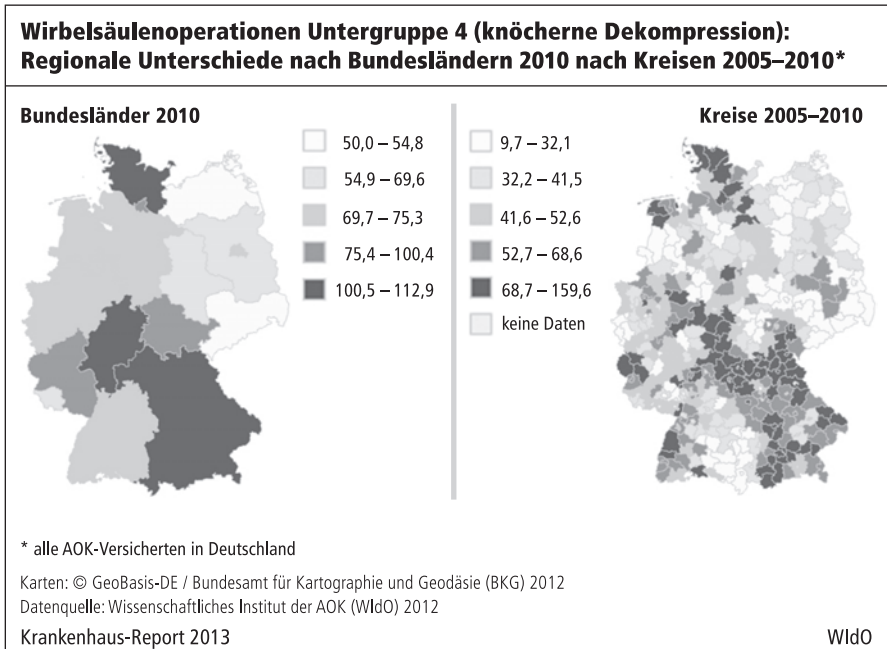 Wirbelsäulenoperationen Untergruppe 4 (knöcherne Dekompression):
Regionale Unterschiede nach Bundesländern 2010 nach Kreisen 2005–2010*
Bundesländer 2010
50,0 – 54,8
54,9 – 69,6
69,7 – 75,3
75,4 – 100,4
100,5 – 112,9
Kreise 2005–2010
9,7 – 32,1
32,2 – 41,5
41,6 – 52,6
52,7 – 68,6
68,7 – 159,6
keine Daten
* alle AOK-Versicherten in Deutschland
Karten: © GeoBasis-DE / Bundesamt für Kartographie und Geodäsie (BKG) 2012
Datenquelle: Wissenschaftliches Institut der AOK (WIdO) 2012
Krankenhaus-Report 2013
WIdO